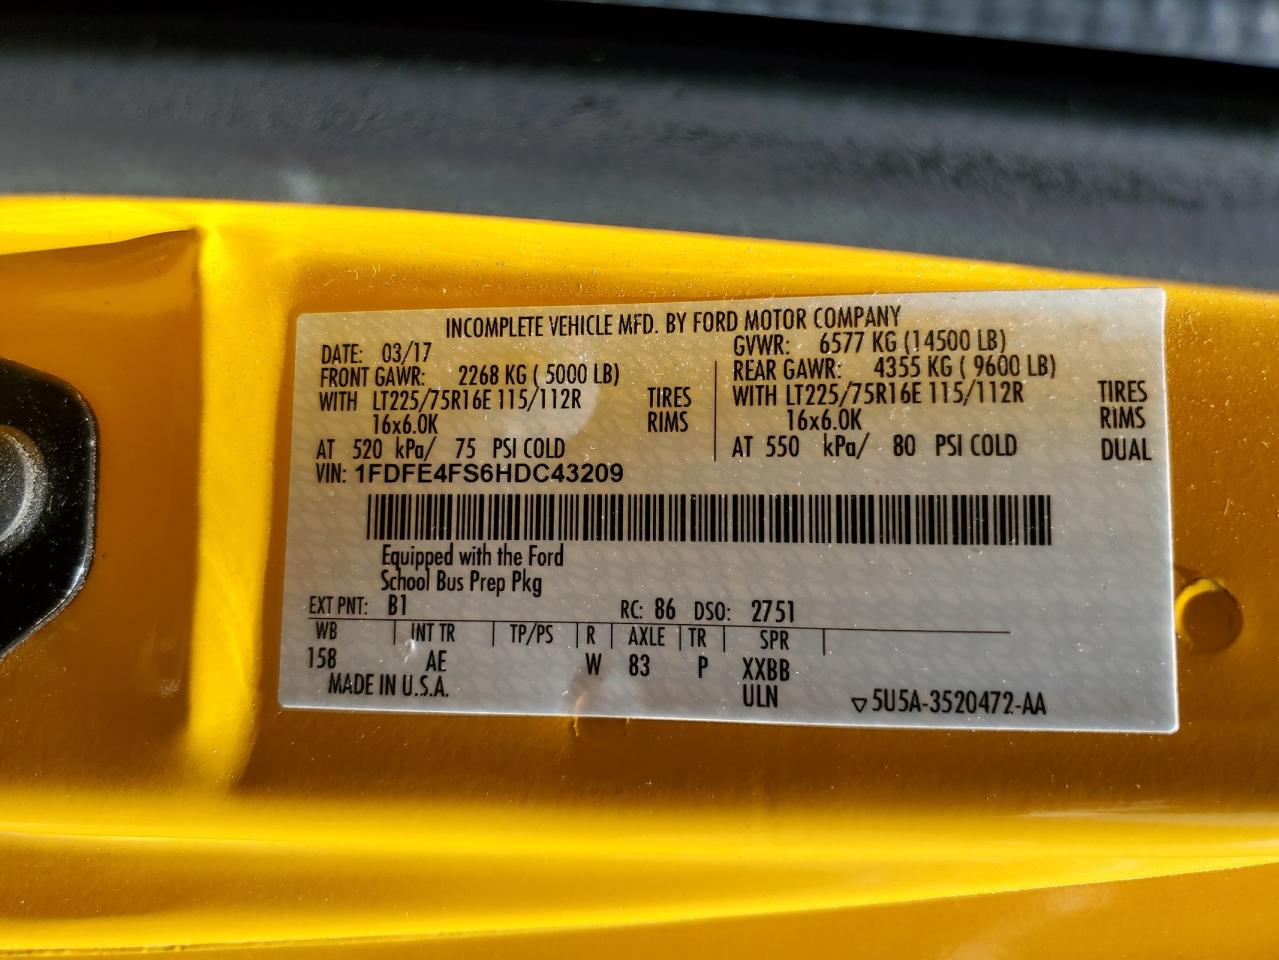 INCOMPLETE VEHICLE MFD. BY FORD MOTOR COMPANY
DATE: 03/17 GVWR: 6577 KG (14500 LB)
FRONT GAWR: 2268 KG ( 5000 LB) REAR GAWR: 4355 KG ( 9600 LB)
WITH LT225/75R16E 115/112R TIRES WITH LT225/75R16E 115/112R TIRES
16x6.0K RIMS 16x6.0K RIMS
AT 520 kPa/ 75 PSI COLD AT 550 kPa/ 80 PSI COLD DUAL
VIN: 1FDFE4FS6HDC43209
Equipped with the Ford
School Bus Prep Pkg
EXT PNT: B1 RC: 86 DSO: 2751
WB INT TR TP/PS R AXLE TR SPR
158 AE W 83 P XXBB
MADE IN U.S.A. ULN ▽5U5A-3520472-AA